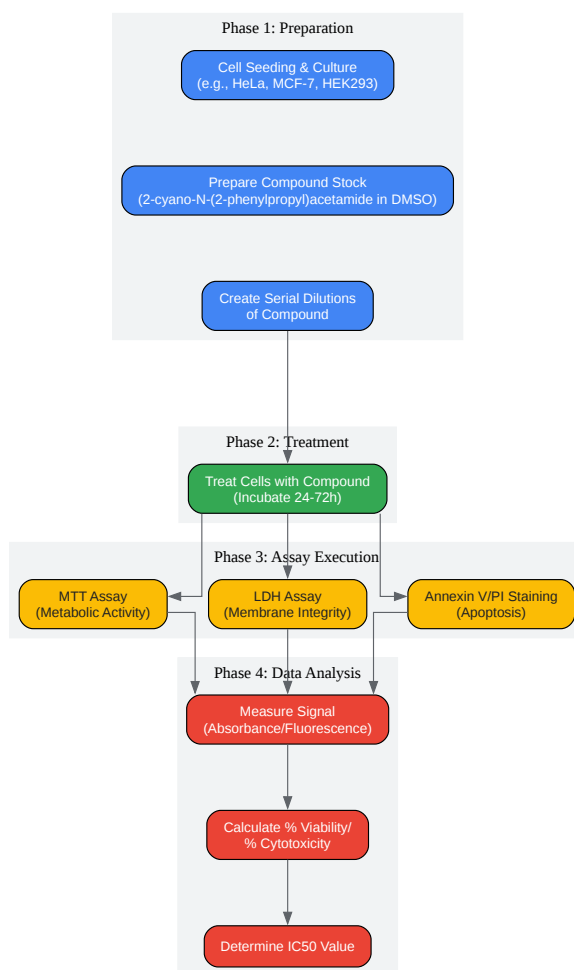 Phase 1: Preparation
Cell Seeding & Culture
(e.g., HeLa, MCF-7, HEK293)
Prepare Compound Stock
(2-cyano-N-(2-phenylpropyl)acetamide in DMSO)
Create Serial Dilutions
of Compound
Phase 2: Treatment
Treat Cells with Compound
(Incubate 24-72h)
Phase 3: Assay Execution
MTT Assay
(Metabolic Activity)
LDH Assay
(Membrane Integrity)
Annexin V/PI Staining
(Apoptosis)
Phase 4: Data Analysis
Measure Signal
(Absorbance/Fluorescence)
Calculate % Viability/
% Cytotoxicity
Determine IC50 Value